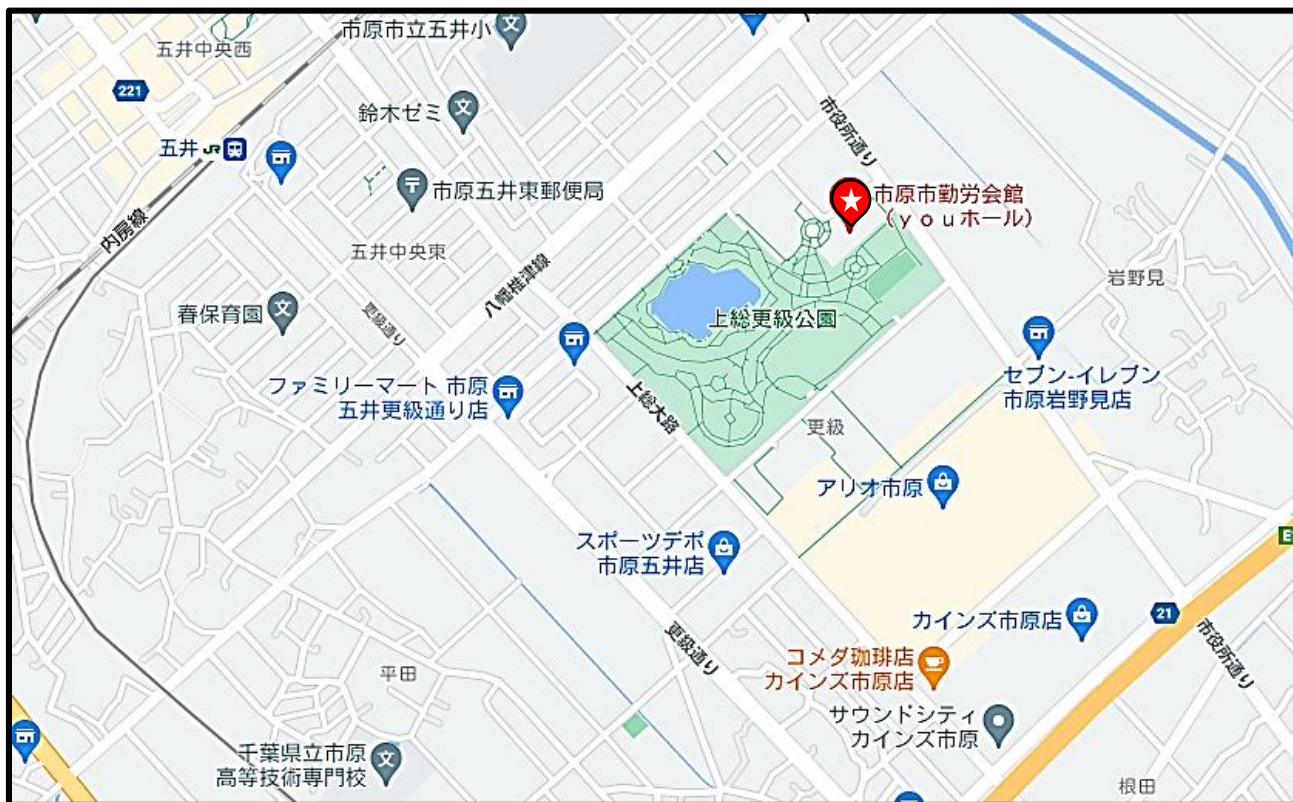 市原市立五井小
五井中央西
221
鈴木ゼミ
五井 JR
市原五井東郵便局
内房線
五井中央東
八幡椎津線
春保育園
更級通り
市役所通り
市原市勤労会館
(youホール)
岩野見
上総更級公園
ファミリーマート 市原
五井更級通り店
上総大路
セブン-イレブン
市原岩野見店
更級
アリオ市原
スポーツデポ
市原五井店
カインズ市原店
21
市役所通り
更級通り
コメダ珈琲店
カインズ市原店
平田
サウンドシティ
カインズ市原
千葉県立市原
高等技術専門校
根田